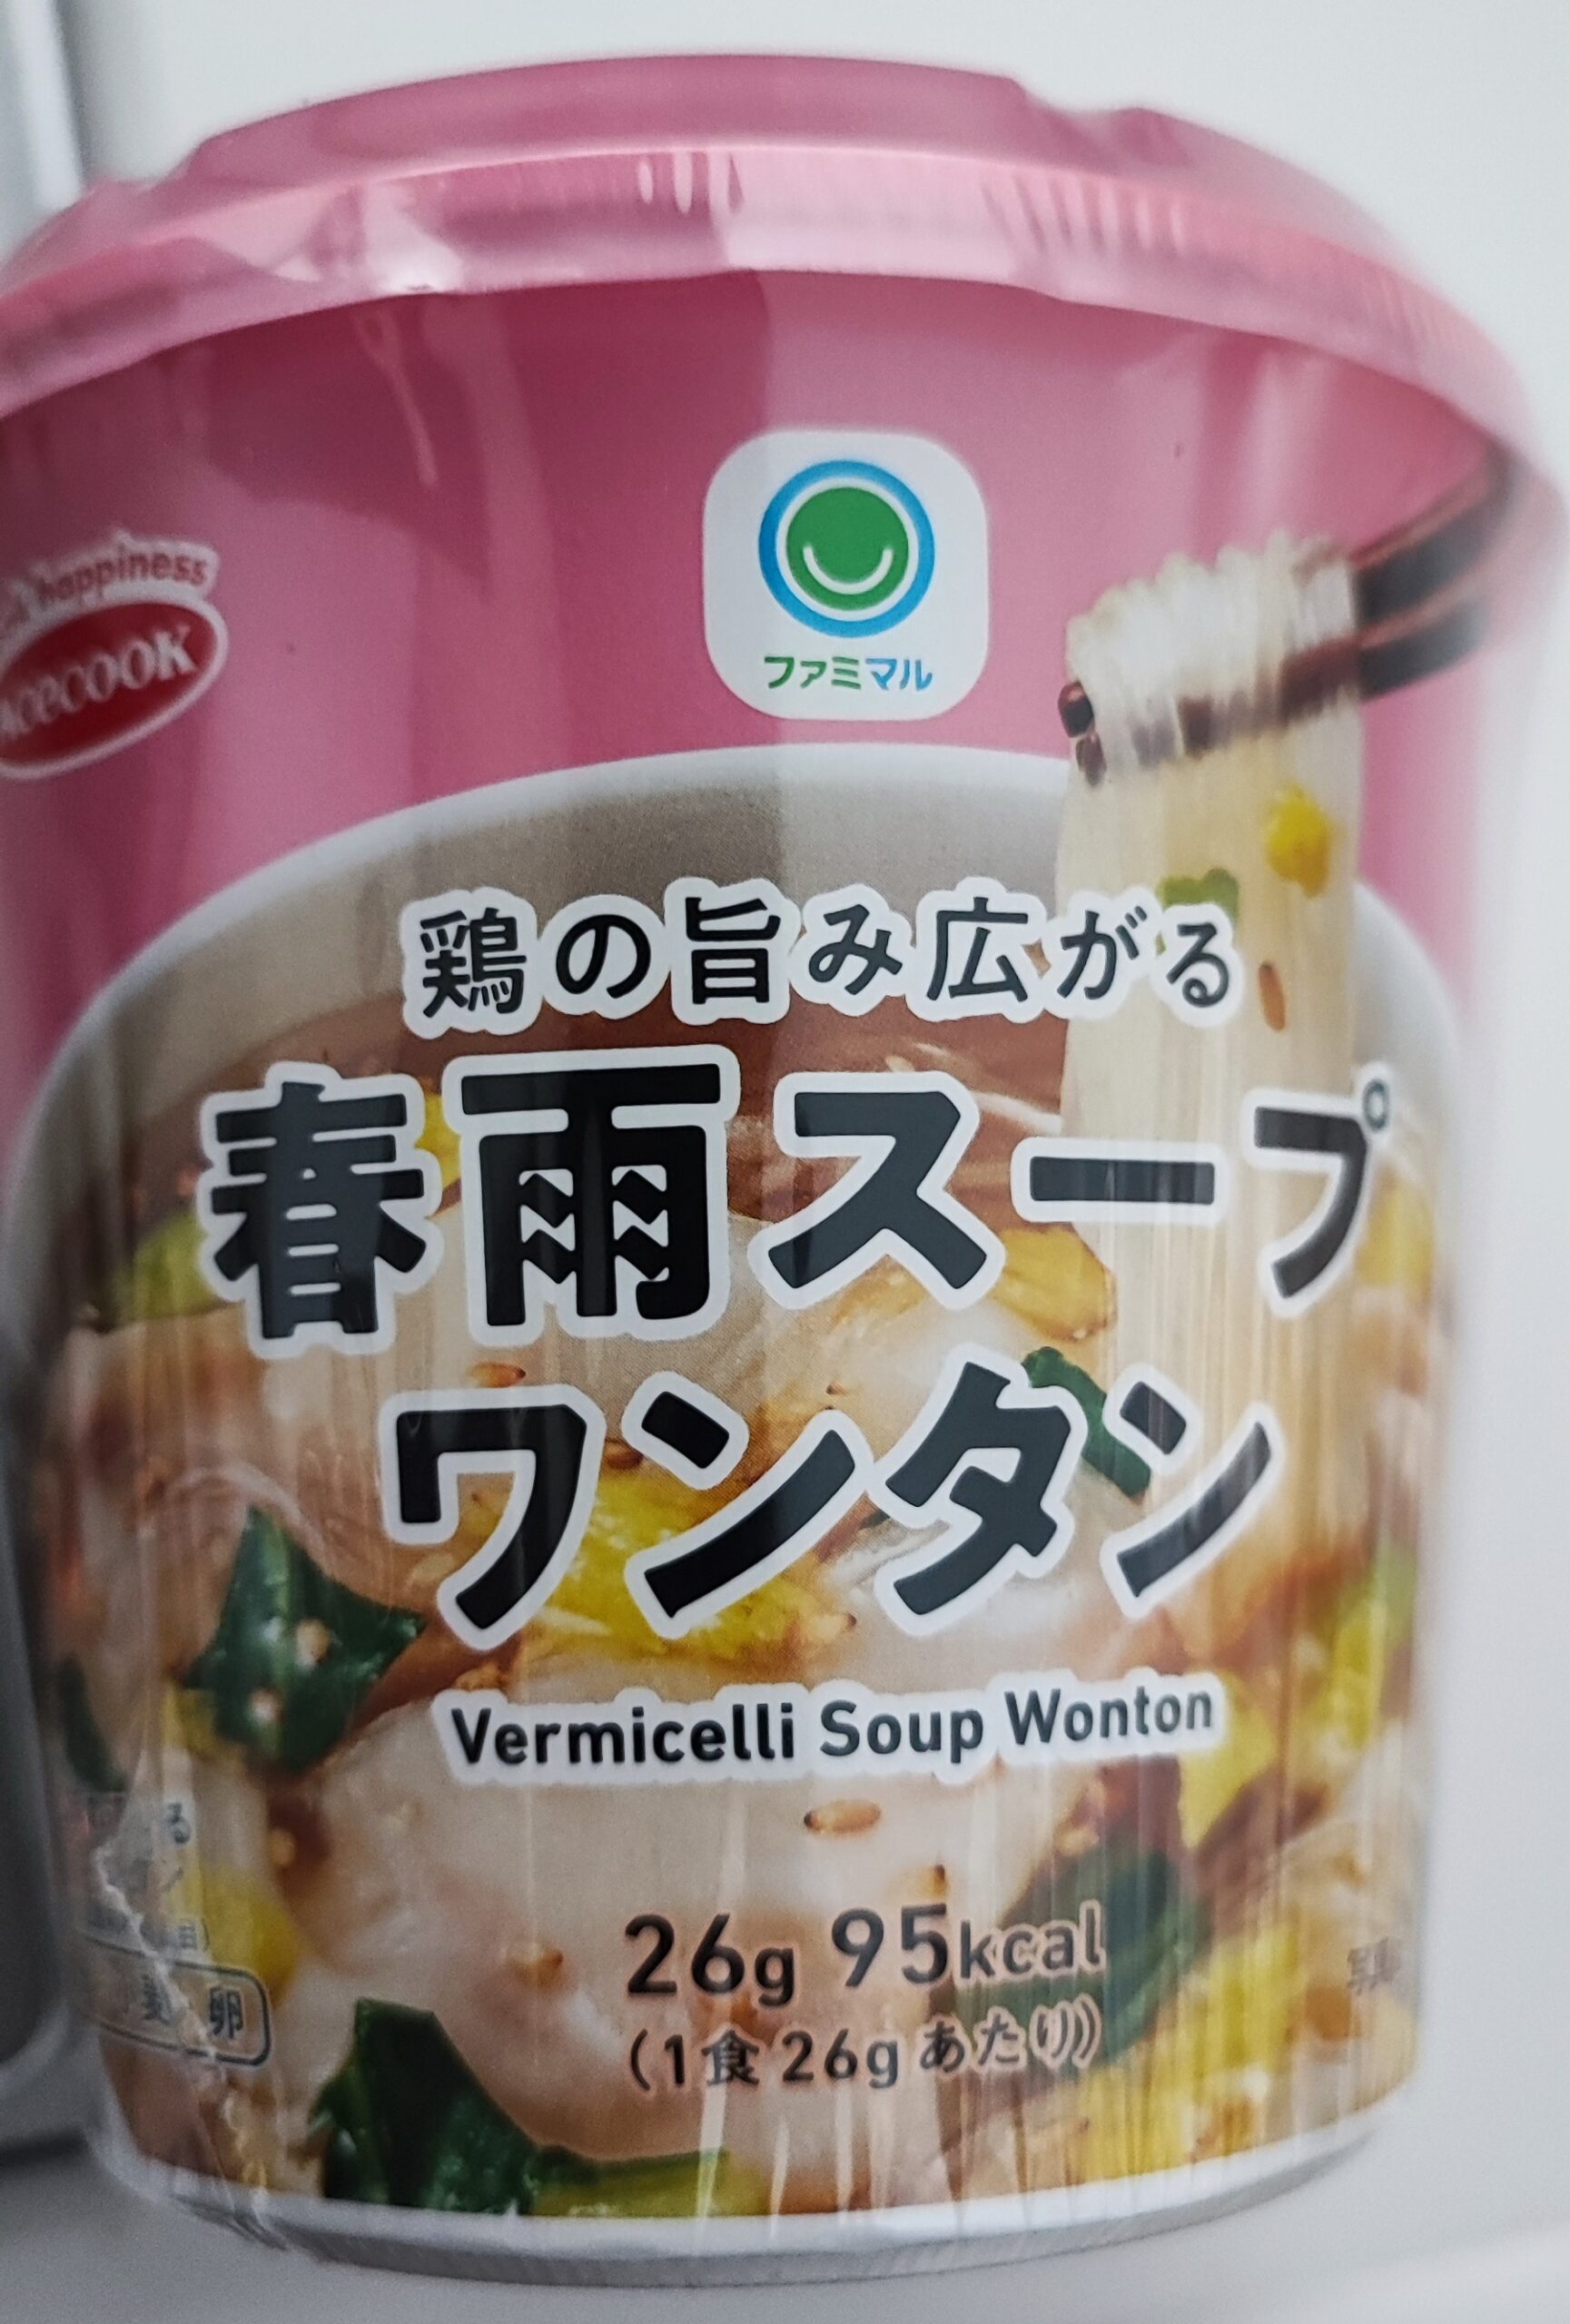 happiness
acecook
ファミマル
鶏の旨み広がる
春雨スープ
ワンタン
Vermicelli Soup Wonton
26g 95kcal
(1食26gあたり)
卵